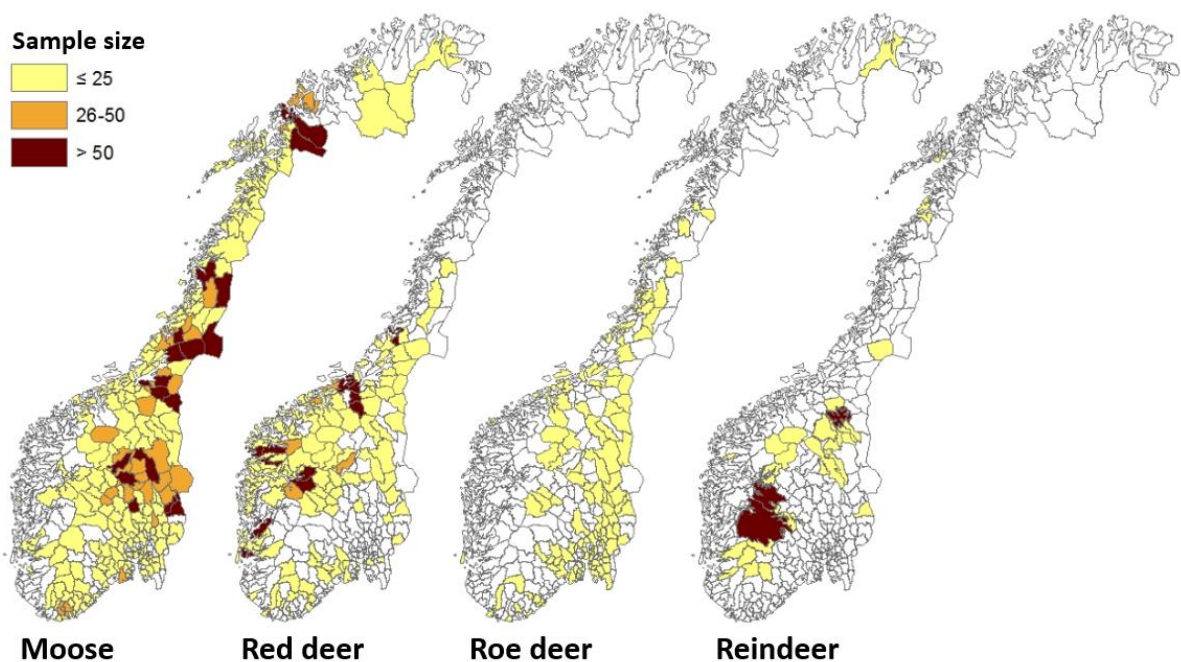 Sample size
≤ 25
26-50
> 50
Moose
Red deer
Roe deer
Reindeer